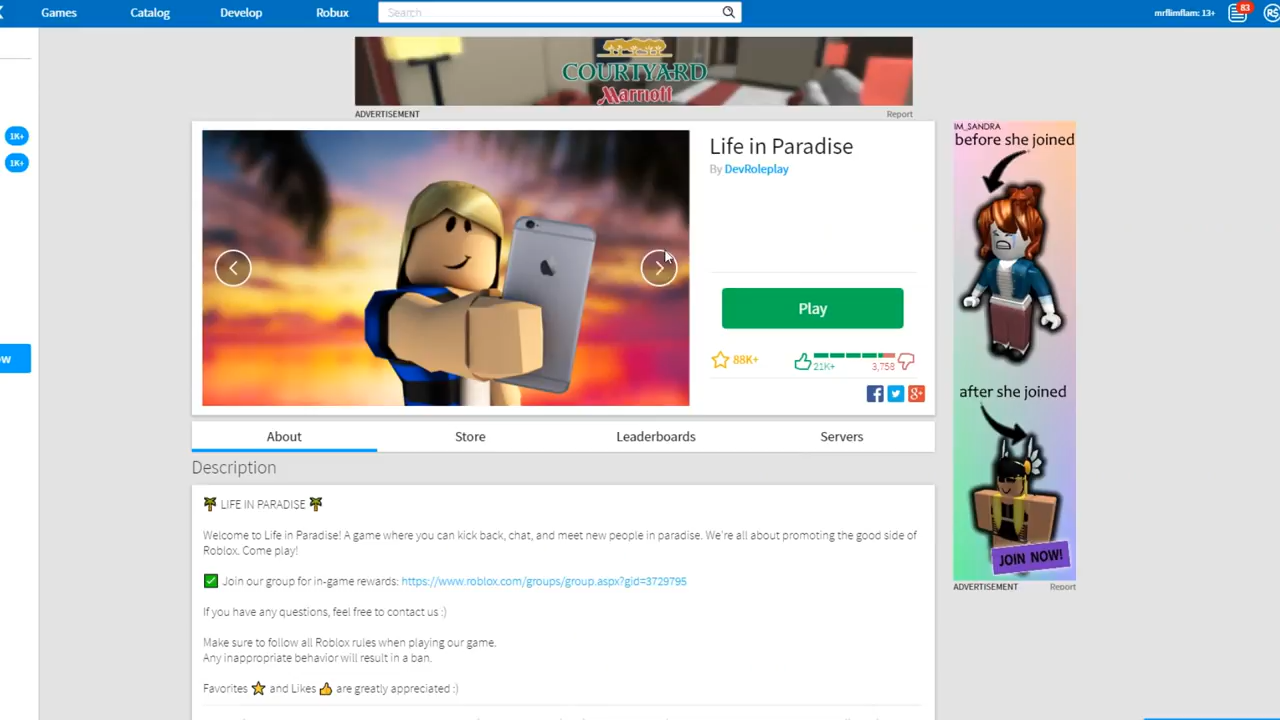 Games Catalog Develop Robux Search mrflimflam: 13+ 83 R$
COURTYARD
Marriott
ADVERTISEMENT Report
1K+
1K+
Life in Paradise
By DevRoleplay
Play
88K+ 21K+ 3,758
IM_SANDRA
before she joined
after she joined
JOIN NOW!
ADVERTISEMENT Report
About Store Leaderboards Servers
Description
LIFE IN PARADISE
Welcome to Life in Paradise! A game where you can kick back, chat, and meet new people in paradise. We're all about promoting the good side of
Roblox. Come play!
Join our group for in-game rewards: https://www.roblox.com/groups/group.aspx?gid=3729795
If you have any questions, feel free to contact us :)
Make sure to follow all Roblox rules when playing our game.
Any inappropriate behavior will result in a ban.
Favorites and Likes are greatly appreciated :)